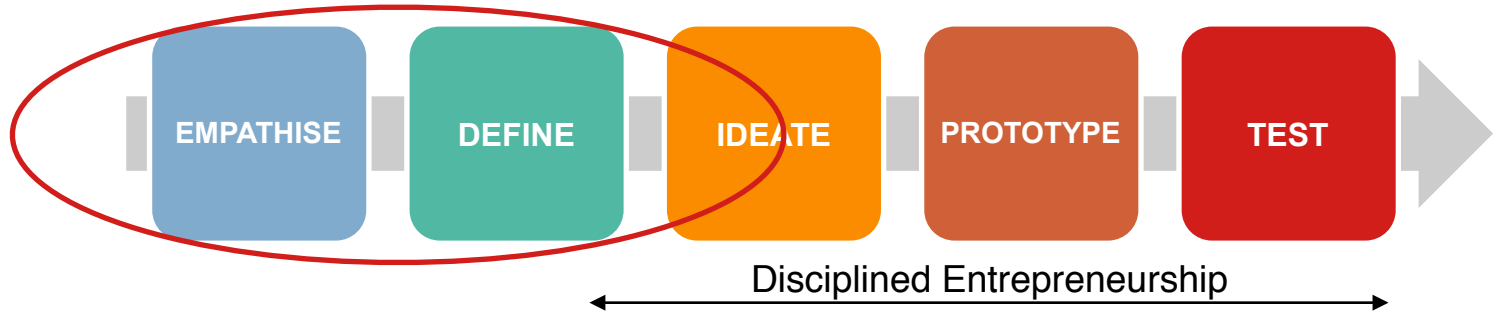 EMPATHISE
DEFINE
IDEATE
PROTOTYPE
TEST
Disciplined Entrepreneurship